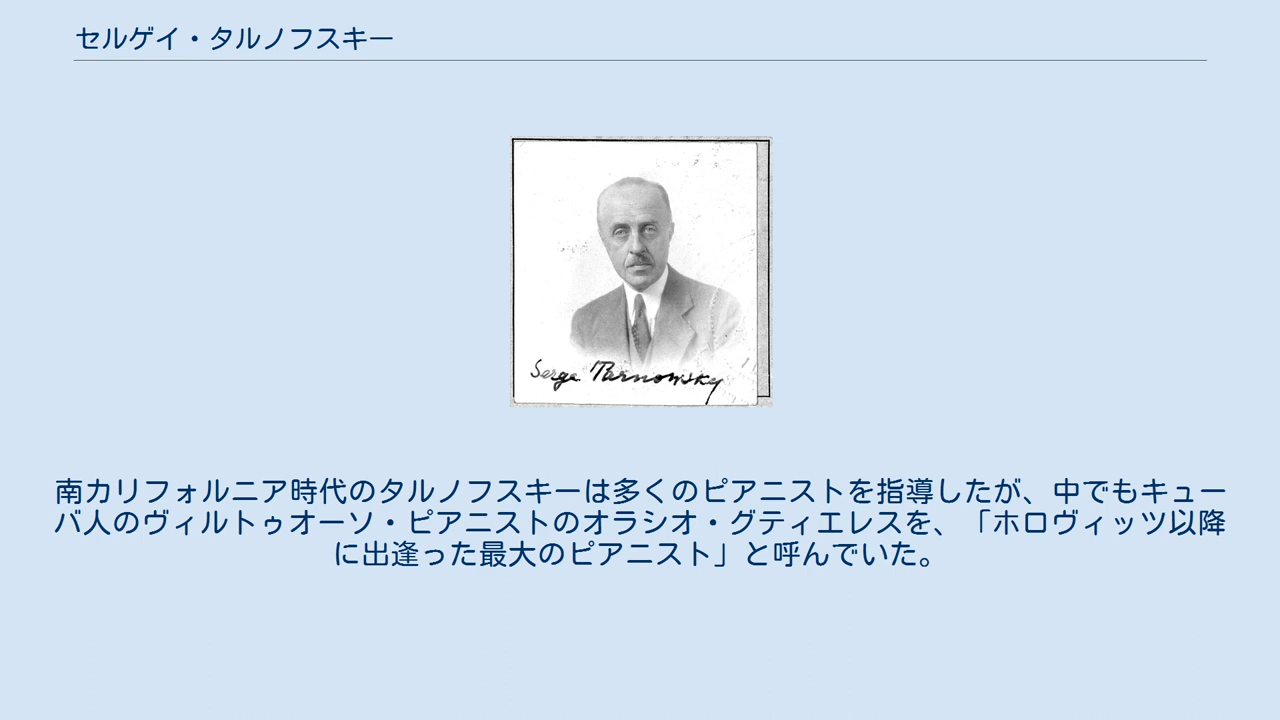 セルゲイ・タルノフスキー
Serge Tarnowsky
南カリフォルニア時代のタルノフスキーは多くのピアニストを指導したが、中でもキュー
バ人のヴィルトゥオーソ・ピアニストのオラシオ・グティエレスを、「ホロヴィッツ以降
に出逢った最大のピアニスト」と呼んでいた。